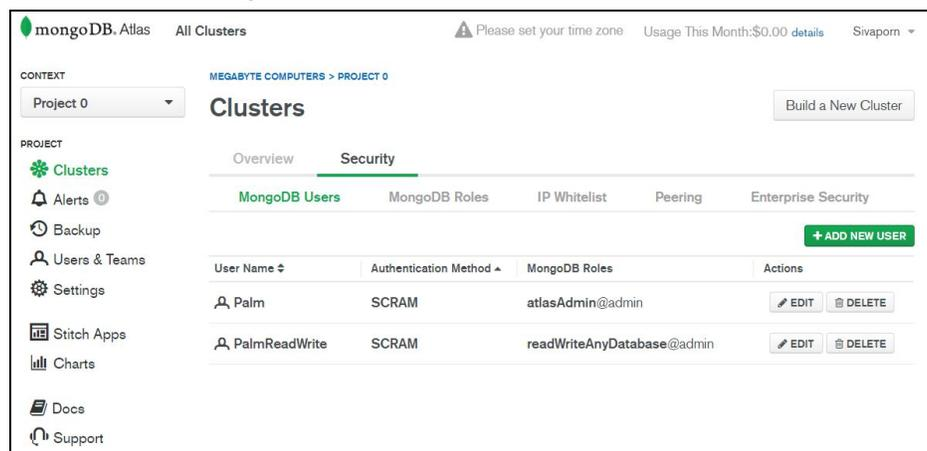 mongoDB. Atlas All Clusters Please set your time zone Usage This Month:$0.00 details Sivaporn
CONTEXT
Project 0
PROJECT
Clusters
Alerts 0
Backup
Users & Teams
Settings
Stitch Apps
Charts
Docs
Support
MEGABYTE COMPUTERS > PROJECT 0
Clusters Build a New Cluster
Overview Security
MongoDB Users MongoDB Roles IP Whitelist Peering Enterprise Security
+ ADD NEW USER
User Name Authentication Method MongoDB Roles Actions
Palm SCRAM atlasAdmin@admin EDIT DELETE
PalmReadWrite SCRAM readWriteAnyDatabase@admin EDIT DELETE